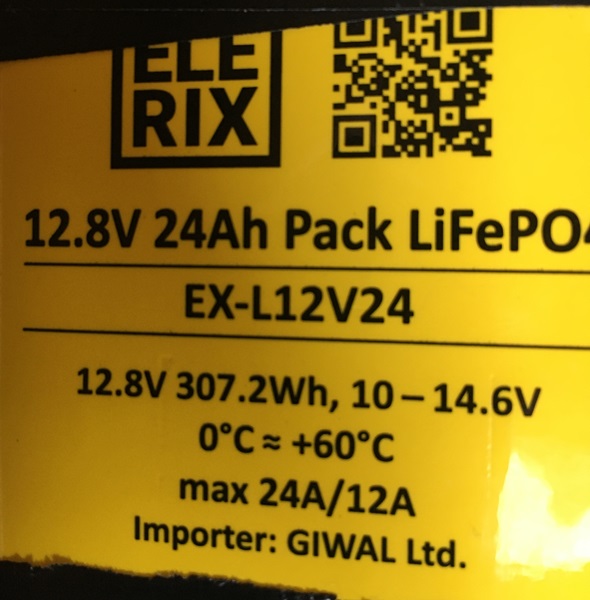 ELE
RIX
12.8V 24Ah Pack LiFePO4
EX-L12V24
12.8V 307.2Wh, 10 – 14.6V
0°C ≈ +60°C
max 24A/12A
Importer: GIWAL Ltd.